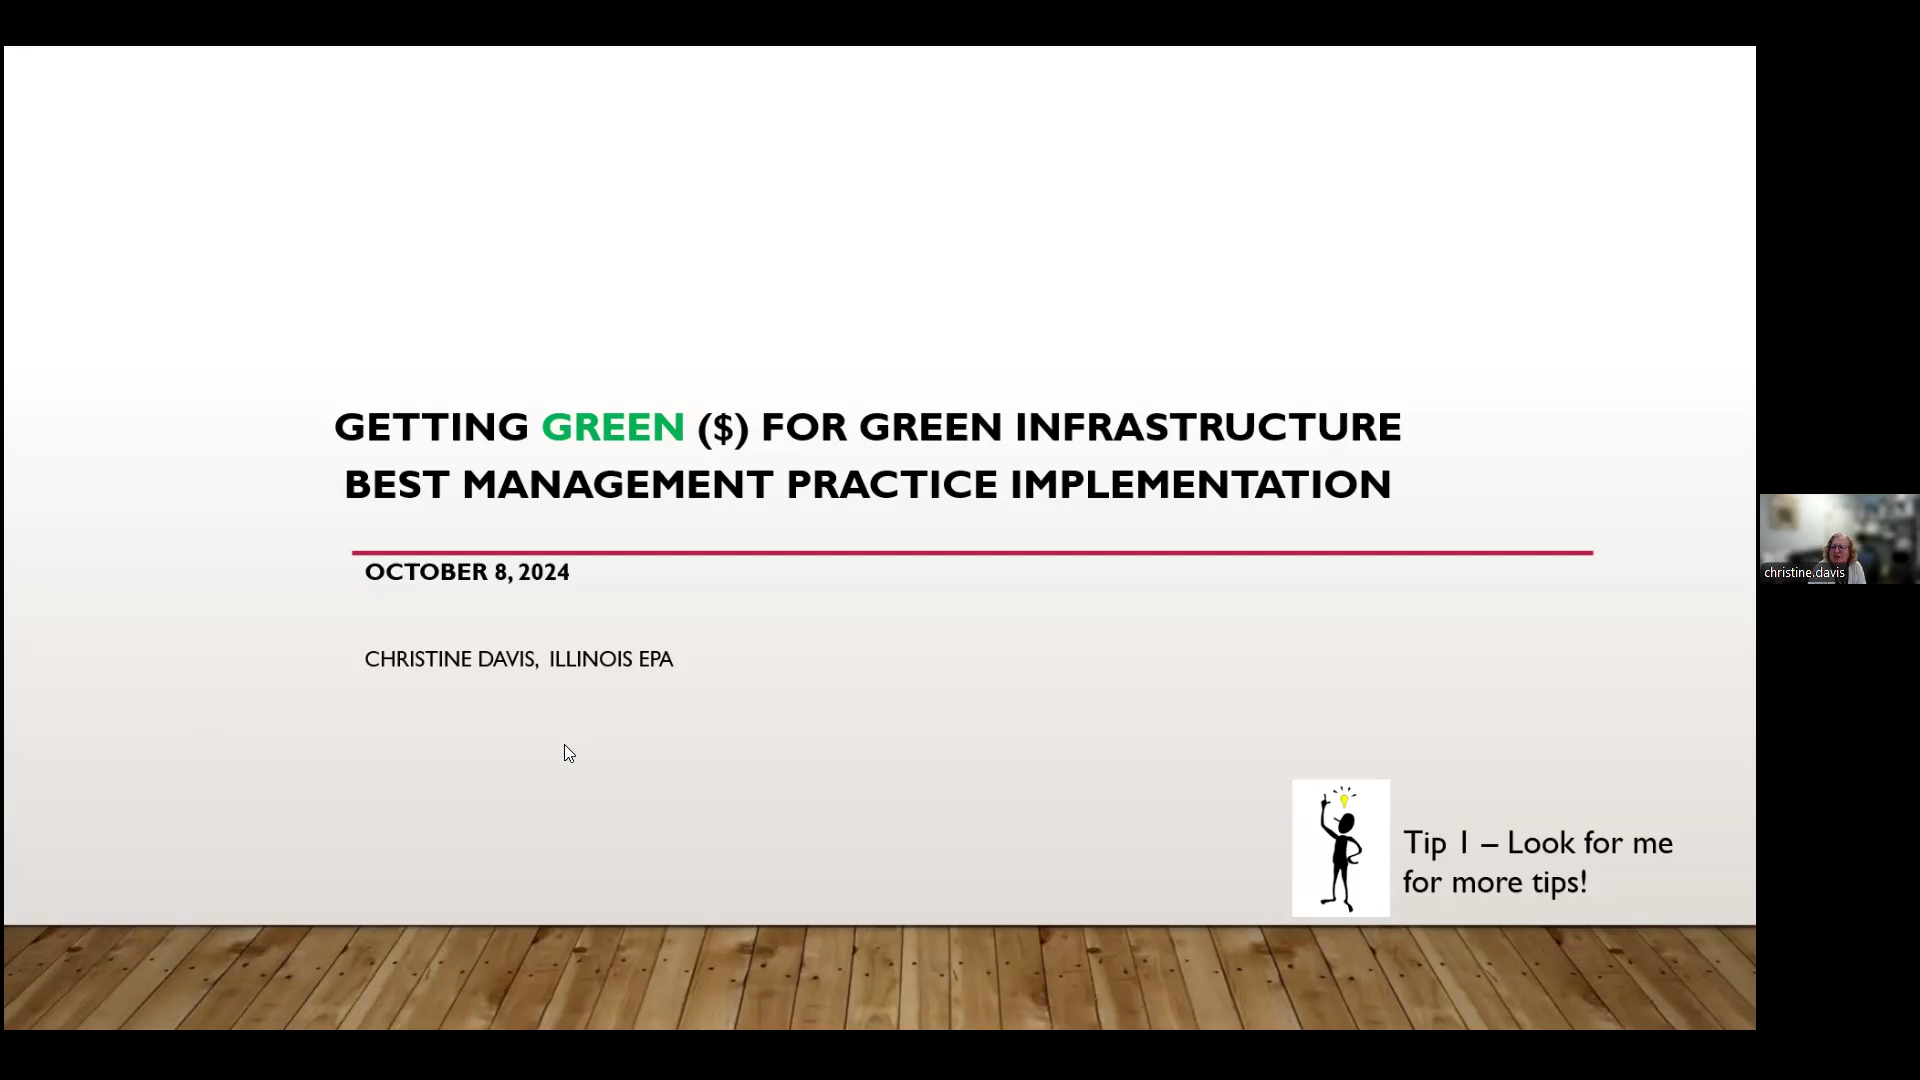 GETTING GREEN ($) FOR GREEN INFRASTRUCTURE
BEST MANAGEMENT PRACTICE IMPLEMENTATION
OCTOBER 8, 2024
CHRISTINE DAVIS, ILLINOIS EPA
Tip 1 – Look for me
for more tips!
christine.davis